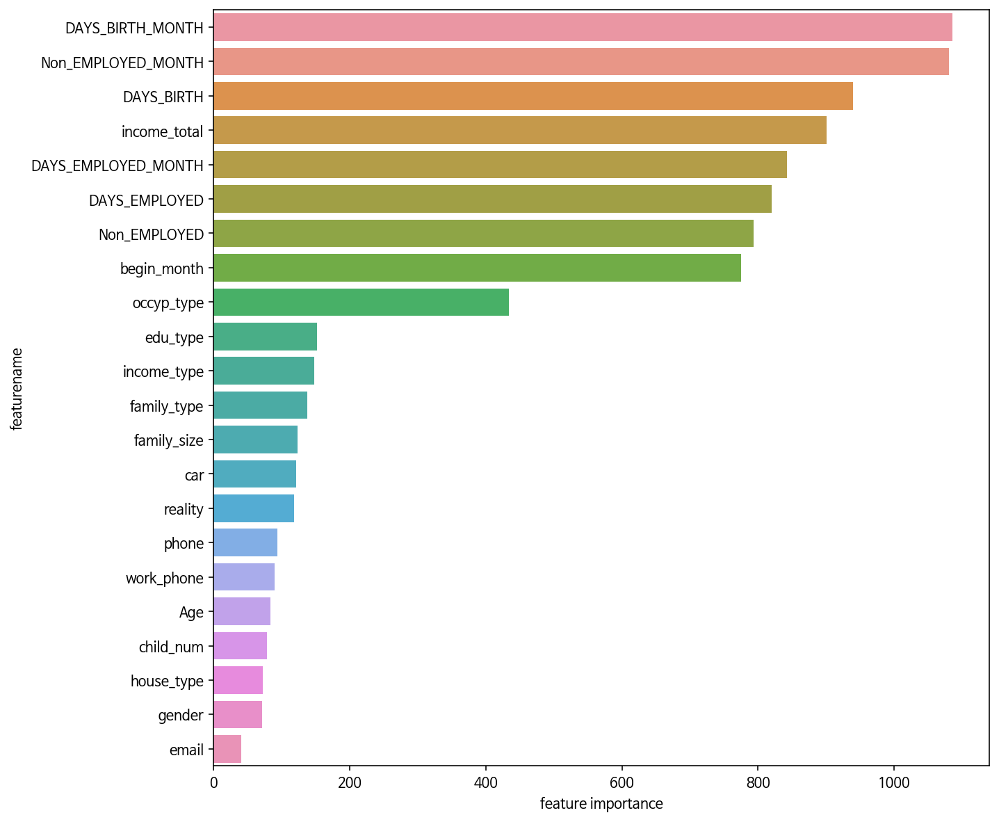 DAYS_BIRTH_MONTH
Non_EMPLOYED_MONTH
DAYS_BIRTH
income_total
DAYS_EMPLOYED_MONTH
DAYS_EMPLOYED
Non_EMPLOYED
begin_month
occyp_type
edu_type
income_type
family_type
family_size
car
reality
phone
work_phone
Age
child_num
house_type
gender
email
featurename
0 200 400 600 800 1000
feature importance